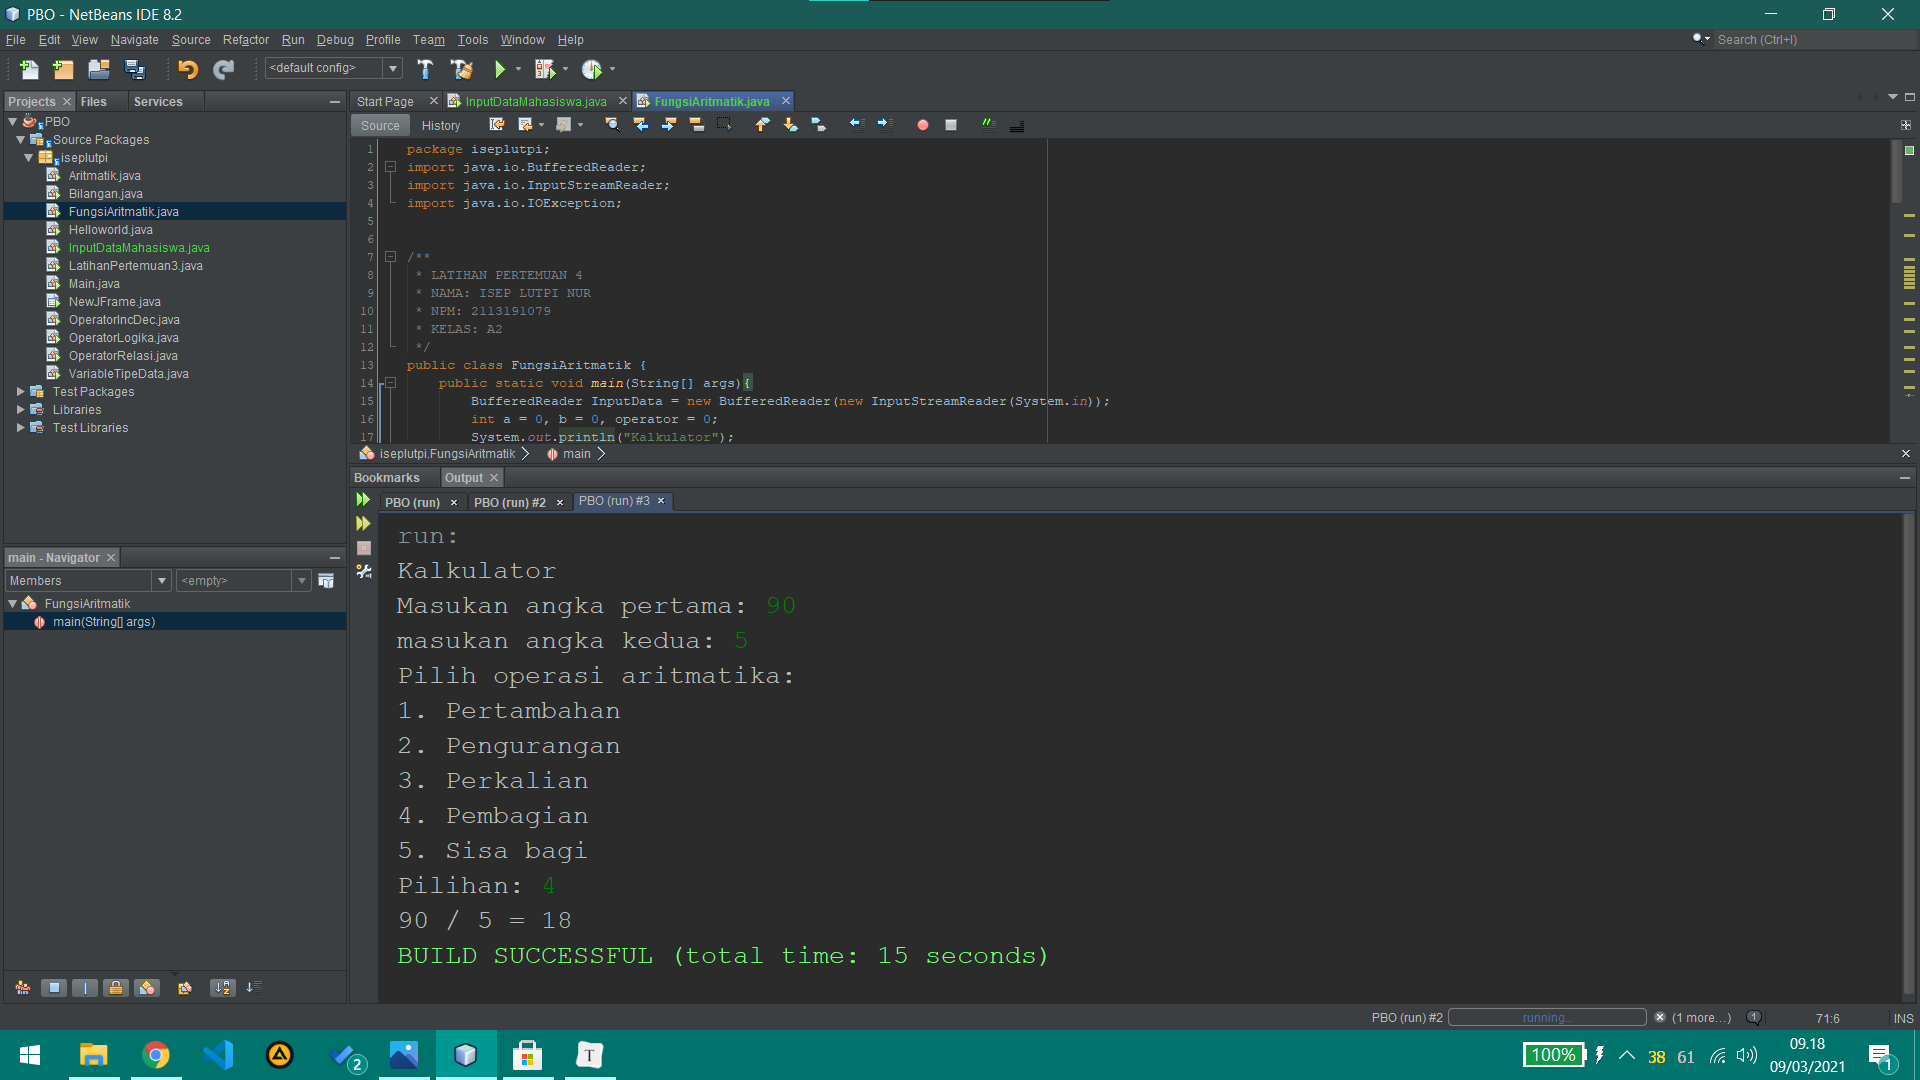 PBO - NetBeans IDE 8.2
File Edit View Navigate Source Refactor Run Debug Profile Team Tools Window Help
Search (Ctrl+I)
<default config>
Projects Files Services
PBO
Source Packages
iseplutpi
Aritmatik.java
Bilangan.java
FungsiAritmatik.java
Helloworld.java
InputDataMahasiswa.java
LatihanPertemuan3.java
Main.java
NewJFrame.java
OperatorIncDec.java
OperatorLogika.java
OperatorRelasi.java
VariableTipeData.java
Test Packages
Libraries
Test Libraries
main - Navigator
Members <empty>
FungsiAritmatik
main(String[] args)
Start Page InputDataMahasiswa.java FungsiAritmatik.java
Source History
1 package iseplutpi;
2 import java.io.BufferedReader;
3 import java.io.InputStreamReader;
4 import java.io.IOException;
5
6
7 /**
8 * LATIHAN PERTEMUAN 4
9 * NAMA: ISEP LUTPI NUR
10 * NPM: 2113191079
11 * KELAS: A2
12 */
13 public class FungsiAritmatik {
14 public static void main(String[] args){
15 BufferedReader InputData = new BufferedReader(new InputStreamReader(System.in));
16 int a = 0, b = 0, operator = 0;
17 System.out.println("Kalkulator");
iseplutpi.FungsiAritmatik main
Bookmarks Output
PBO (run) PBO (run) #2 PBO (run) #3
run:
Kalkulator
Masukan angka pertama: 90
masukan angka kedua: 5
Pilih operasi aritmatika:
1. Pertambahan
2. Pengurangan
3. Perkalian
4. Pembagian
5. Sisa bagi
Pilihan: 4
90 / 5 = 18
BUILD SUCCESSFUL (total time: 15 seconds)
PBO (run) #2 running... (1 more...) 1 71:6 INS
2
T
100% 38 61
09.18
09/03/2021
1